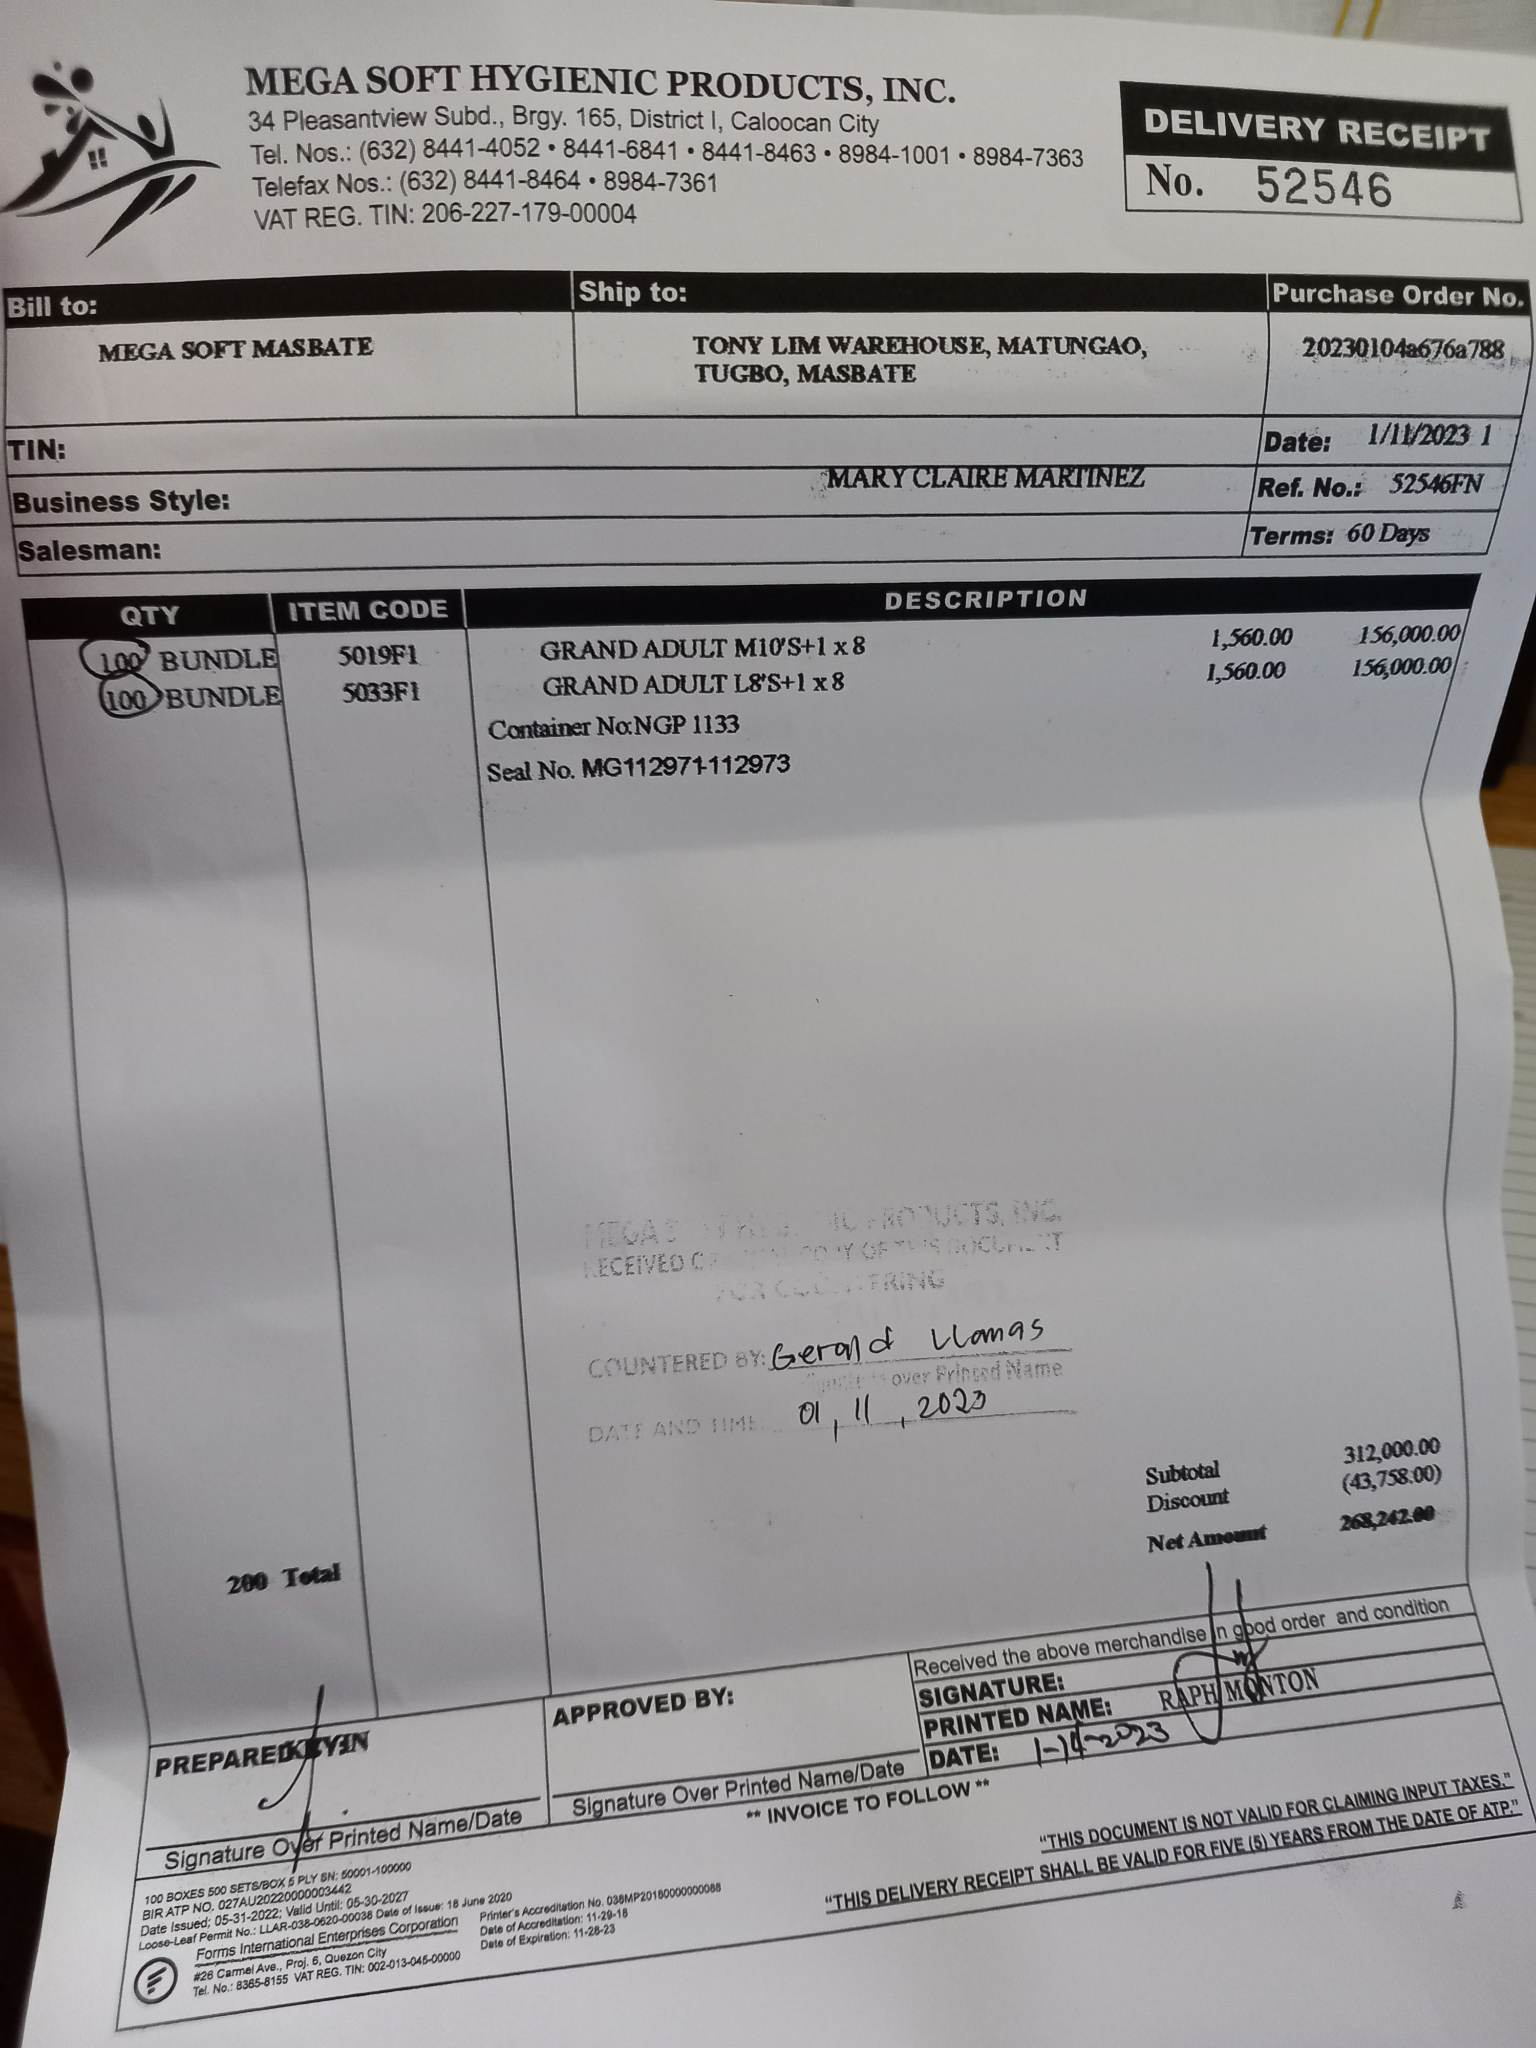 MEGA SOFT HYGIENIC PRODUCTS, INC.
34 Pleasantview Subd., Brgy. 165, District I, Caloocan City
Tel. Nos.: (632) 8441-4052 • 8441-6841 • 8441-8463 • 8984-1001 • 8984-7363
Telefax Nos.: (632) 8441-8464 • 8984-7361
VAT REG. TIN: 206-227-179-00004
DELIVERY RECEIPT
No. 52546
Bill to: Ship to: Purchase Order No.
MEGA SOFT MASBATE TONY LIM WAREHOUSE, MATUNGAO, 20230104a676a788
TUGBO, MASBATE
TIN: Date: 1/11/2023 1
Business Style: MARY CLAIRE MARTINEZ Ref. No.: 52546FN
Salesman: Terms: 60 Days
QTY ITEM CODE DESCRIPTION
100 BUNDLE 5019F1 GRAND ADULT M10'S+1 x 8 1,560.00 156,000.00
100 BUNDLE 5033F1 GRAND ADULT L8'S+1 x 8 1,560.00 156,000.00
Container No:NGP 1133
Seal No. MG112971-112973
MEGA PRODUCTS, INC.
RECEIVED COPY OF THIS DOCUMENT
FOR COUNTERING
COUNTERED BY: Gerald Llamas
over Printed Name
DATE AND TIME 01, 11, 2023
Subtotal 312,000.00
Discount (43,758.00)
Net Amount 268,242.00
200 Total
Received the above merchandise in good order and condition
SIGNATURE:
PRINTED NAME: RAPH MONTON
DATE: 1-14-2023
APPROVED BY:
Signature Over Printed Name/Date
PREPARED
Signature Over Printed Name/Date
** INVOICE TO FOLLOW **
"THIS DOCUMENT IS NOT VALID FOR CLAIMING INPUT TAXES."
"THIS DELIVERY RECEIPT SHALL BE VALID FOR FIVE (5) YEARS FROM THE DATE OF ATP."
100 BOXES 500 SETS/BOX 5 PLY SN: 50001-100000
BIR ATP NO. 027AU20220000003442
Date Issued; 05-31-2022; Valid Until: 05-30-2027
Loose-Leaf Permit No.: LLAR-038-0620-00038 Date of Issue: 18 June 2020
Forms International Enterprises Corporation
#26 Carmel Ave., Proj. 6, Quezon City
Tel. No.: 8365-8155 VAT REG. TIN: 002-013-045-00000
Printer's Accreditation No. 038MP20180000000088
Date of Accreditation: 11-29-18
Date of Expiration: 11-28-23